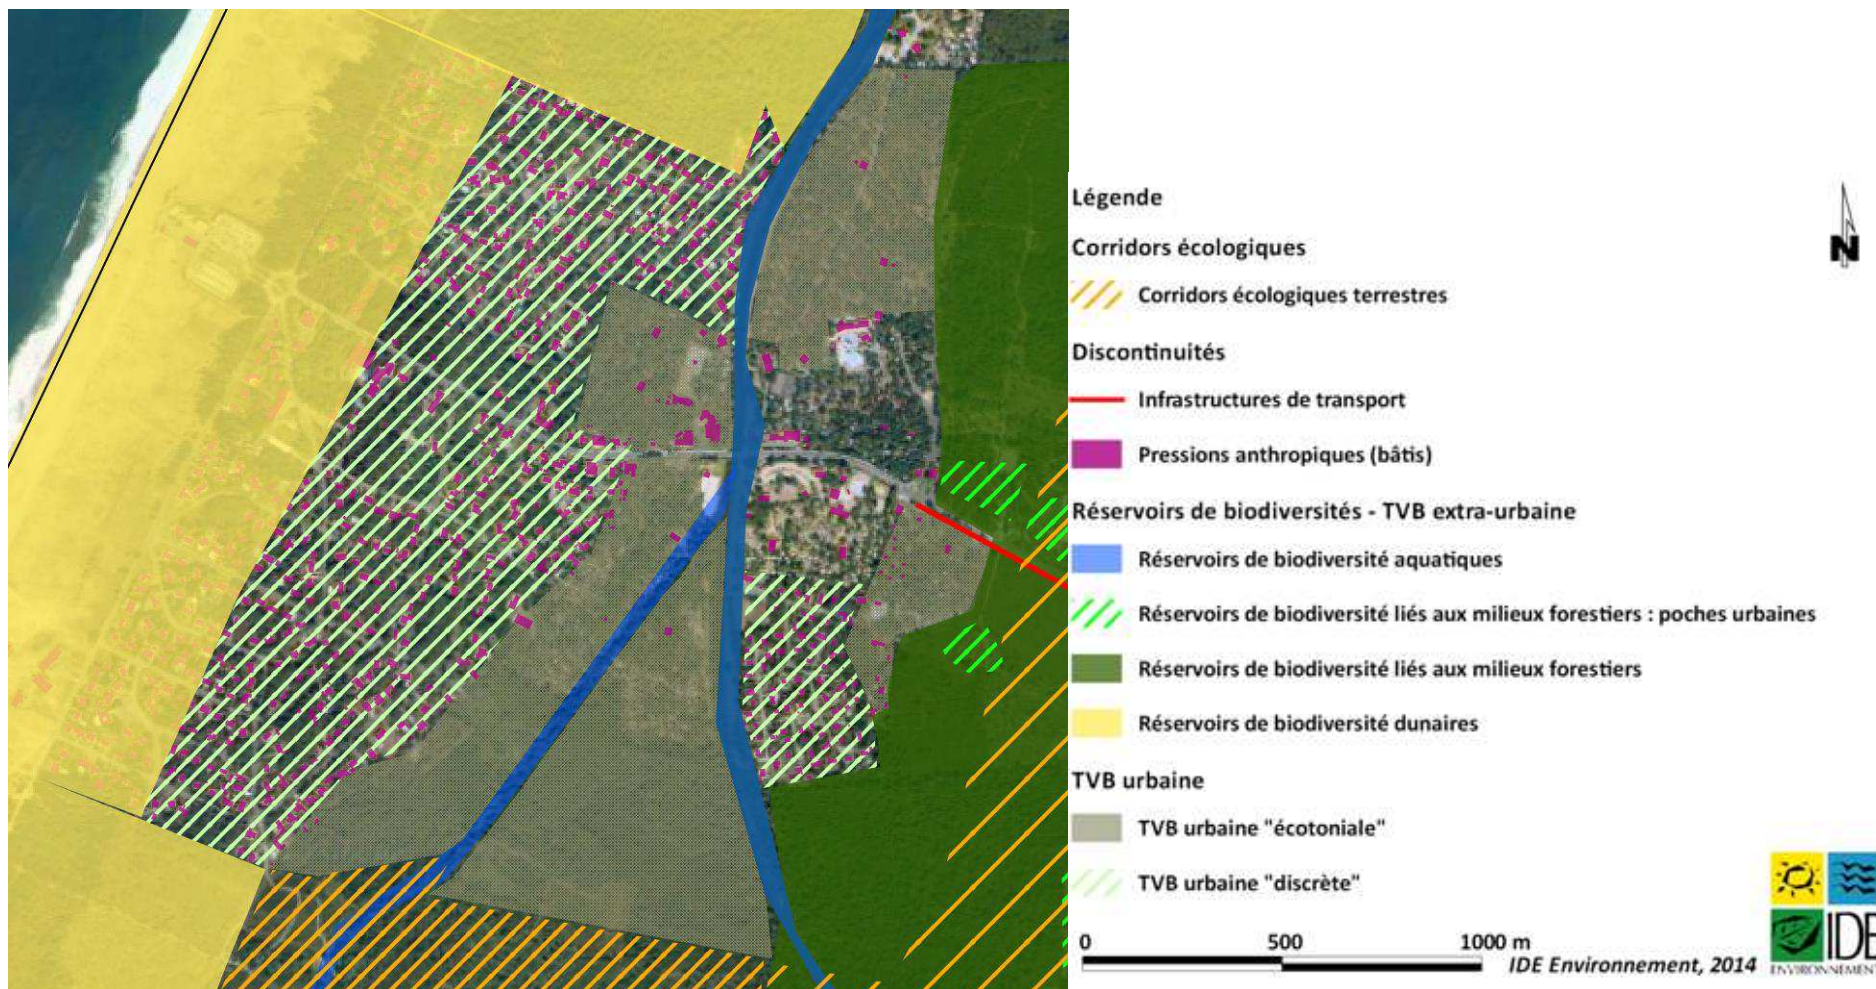 Légende
N
Corridors écologiques
Corridors écologiques terrestres
Discontinuités
Infrastructures de transport
Pressions anthropiques (bâtis)
Réservoirs de biodiversités - TVB extra-urbaine
Réservoirs de biodiversité aquatiques
Réservoirs de biodiversité liés aux milieux forestiers : poches urbaines
Réservoirs de biodiversité liés aux milieux forestiers
Réservoirs de biodiversité dunaires
TVB urbaine
TVB urbaine "écotoniale"
TVB urbaine "discrète"
0 500 1000 m
IDE Environnement, 2014
IDE
ENVIRONNEMENT